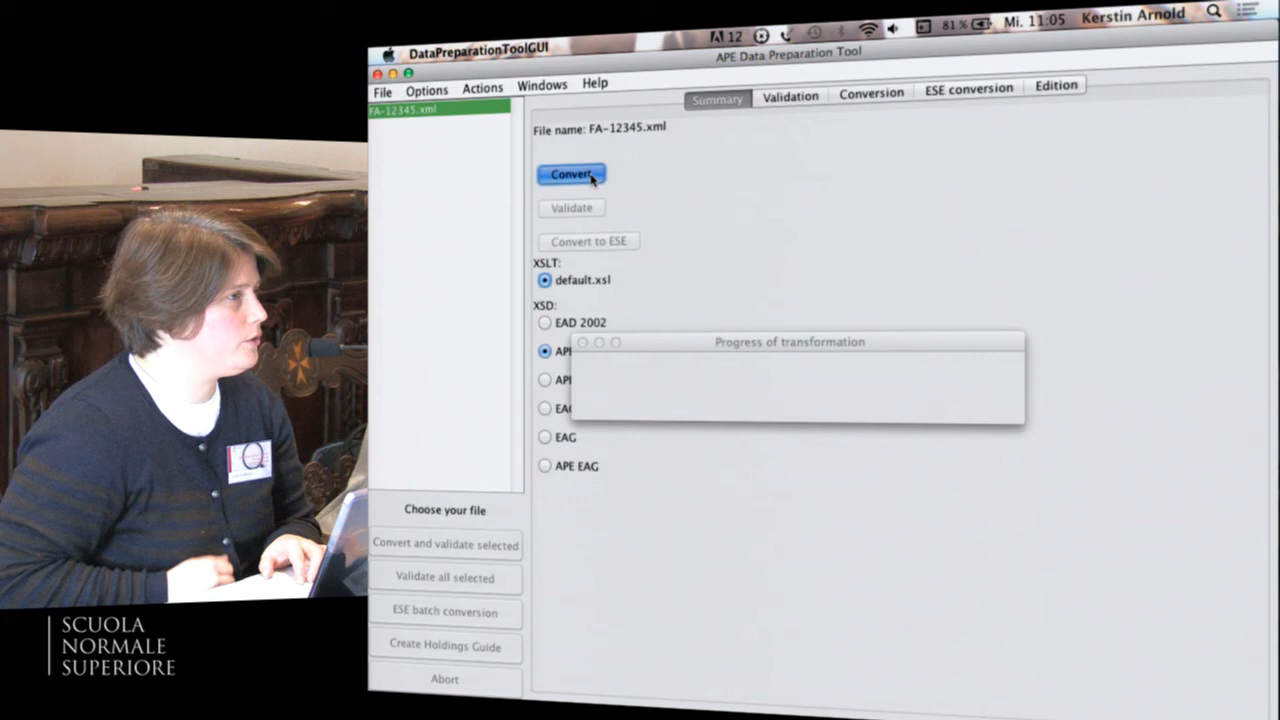 DataPreparationToolGUI
12
81%
Mi. 11:05
Kerstin Arnold
APE Data Preparation Tool
File
Options
Actions
Windows
Help
FA-12345.xml
Summary
Validation
Conversion
ESE conversion
Edition
File name: FA-12345.xml
Convert
Validate
Convert to ESE
XSLT:
default.xsl
XSD:
EAD 2002
Progress of transformation
EAG
APE EAG
Choose your file
Convert and validate selected
Validate all selected
ESE batch conversion
Create Holdings Guide
Abort
SCUOLA
NORMALE
SUPERIORE